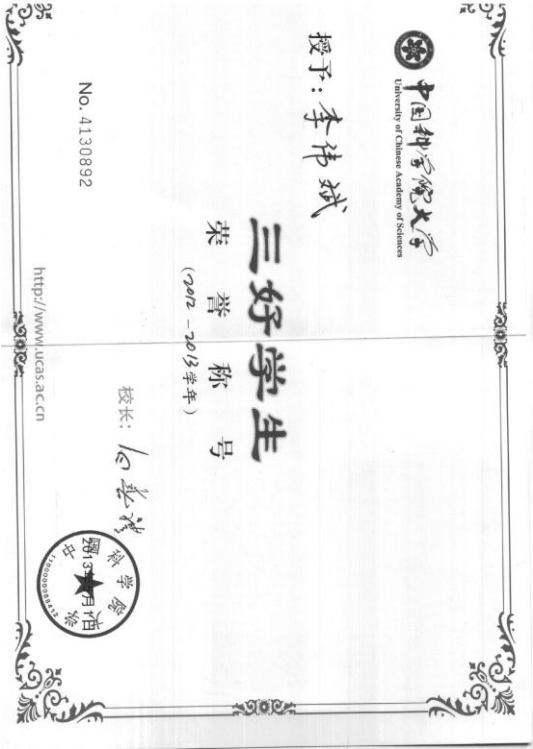 中国科学院大学
University of Chinese Academy of Sciences
授予：李伟斌
三好学生
荣誉称号
(2012-2013学年)
校长：
No. 4130892
http://www.ucas.ac.cn